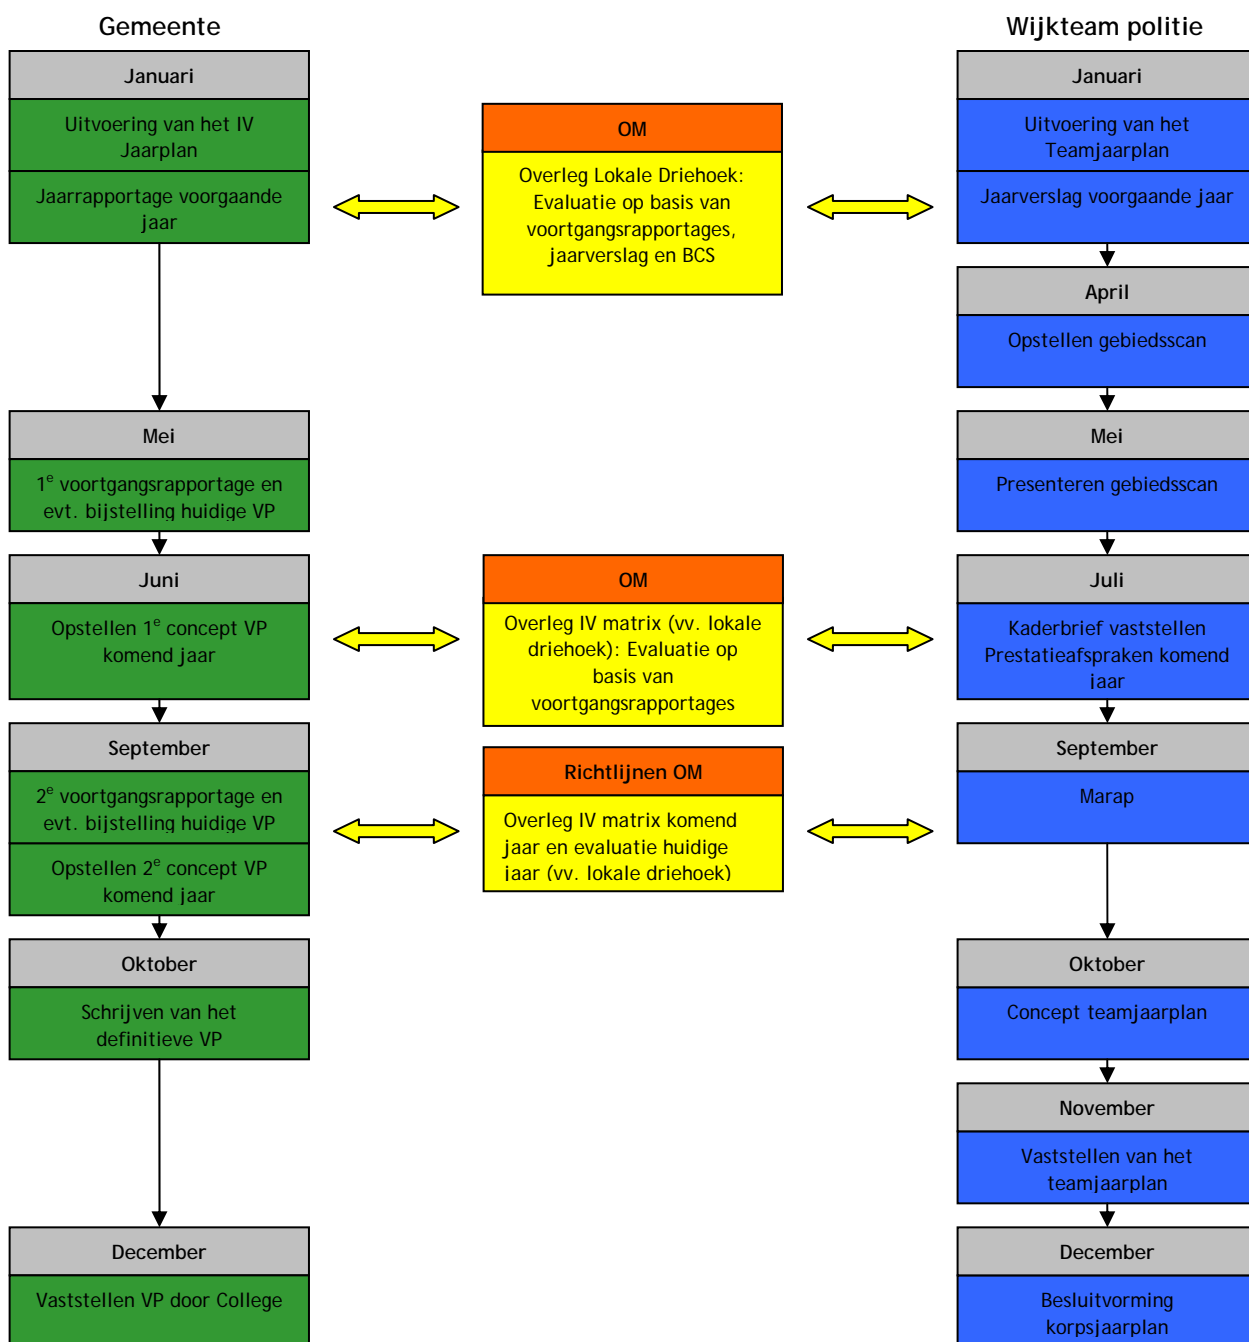 Gemeente
Januari
Uitvoering van het IV
Jaarplan
Jaarrapportage voorgaande
jaar
Mei
1e voortgangsrapportage en
evt. bijstelling huidige VP
Juni
Opstellen 1e concept VP
komend jaar
September
2e voortgangsrapportage en
evt. bijstelling huidige VP
Opstellen 2e concept VP
komend jaar
Oktober
Schrijven van het
definitieve VP
December
Vaststellen VP door College
OM
Overleg Lokale Driehoek:
Evaluatie op basis van
voortgangsrapportages,
jaarverslag en BCS
OM
Overleg IV matrix (vv. lokale
driehoek): Evaluatie op
basis van
voortgangsrapportages
Richtlijnen OM
Overleg IV matrix komend
jaar en evaluatie huidige
jaar (vv. lokale driehoek)
Wijkteam politie
Januari
Uitvoering van het
Teamjaarplan
Jaarverslag voorgaande jaar
April
Opstellen gebiedsscan
Mei
Presenteren gebiedsscan
Juli
Kaderbrief vaststellen
Prestatieafspraken komend
jaar
September
Marap
Oktober
Concept teamjaarplan
November
Vaststellen van het
teamjaarplan
December
Besluitvorming
korpsjaarplan